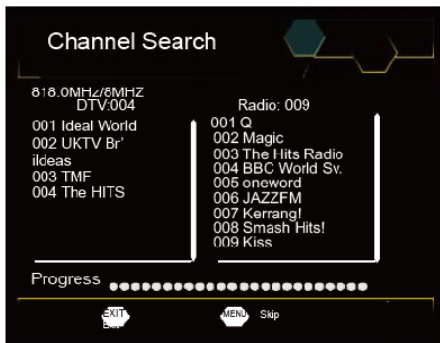 Channel Search
818.0MHz/8MHZ
DTV:004
001 Ideal World
002 UKTV Br'
ildeas
003 TMF
004 The HITS
Radio: 009
001 Q
002 Magic
003 The Hits Radio
004 BBC World Sv.
005 oneword
006 JAZZFM
007 Kerrang!
008 Smash Hits!
009 Kiss
Progress
EXIT
MENU
Skip